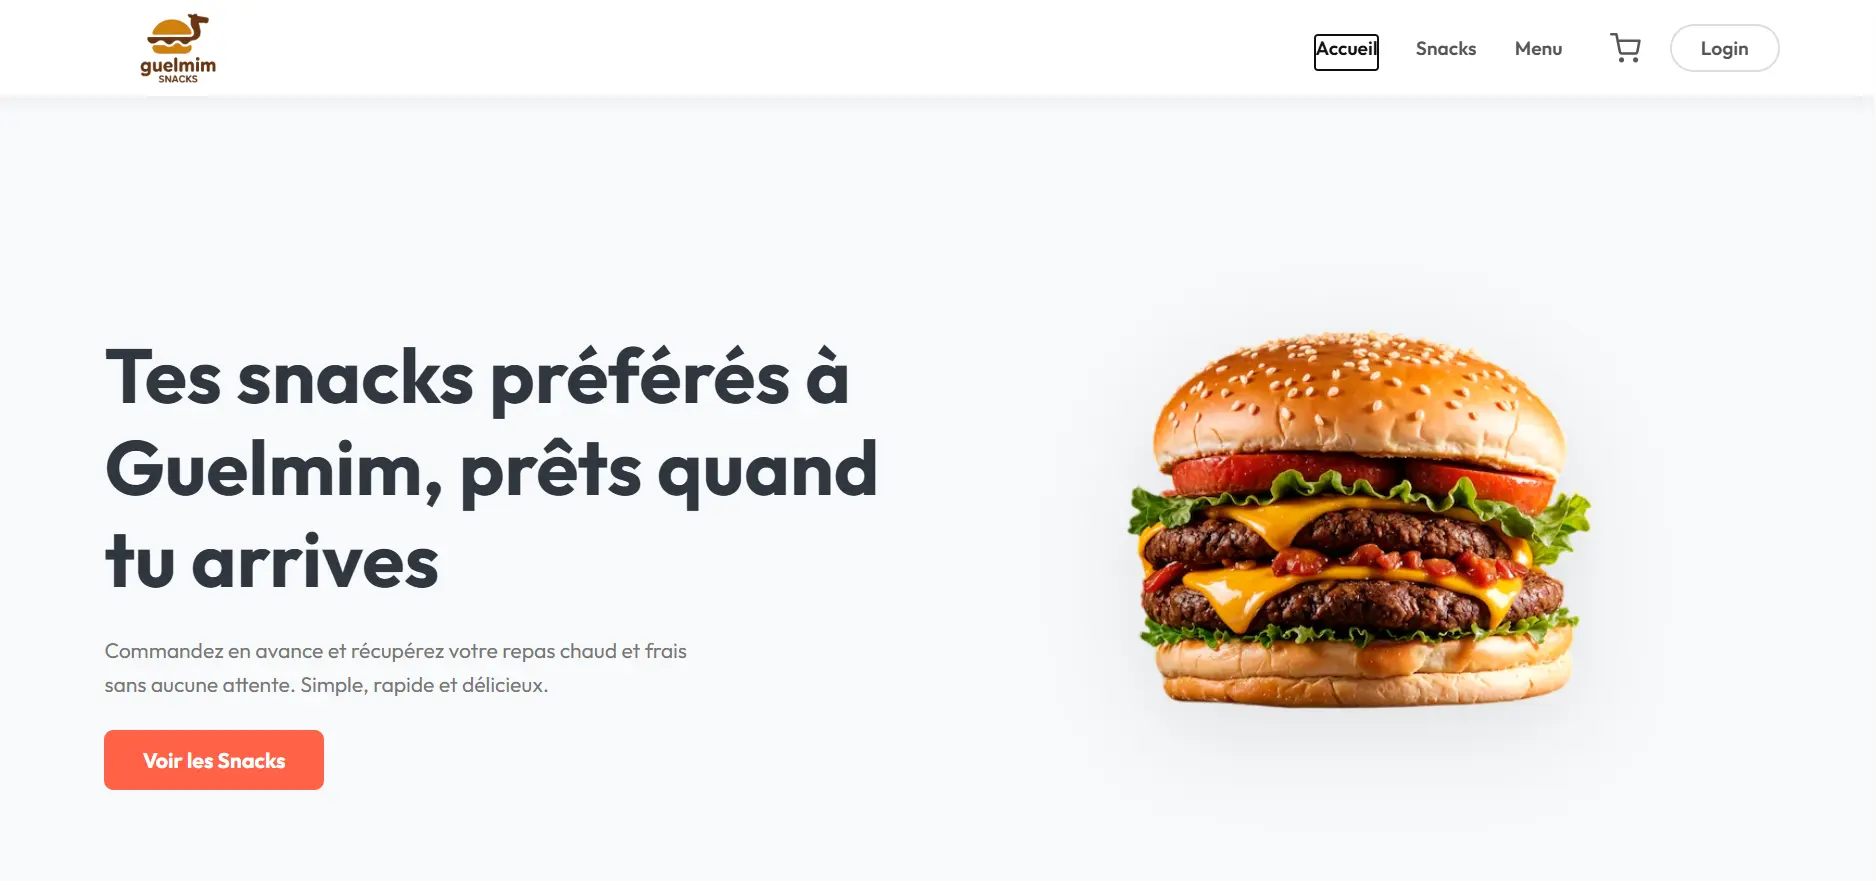 guelmim
SNACKS
Accueil
Snacks
Menu
Login
Tes snacks préférés à
Guelmim, prêts quand
tu arrives
Commandez en avance et récupérez votre repas chaud et frais
sans aucune attente. Simple, rapide et délicieux.
Voir les Snacks